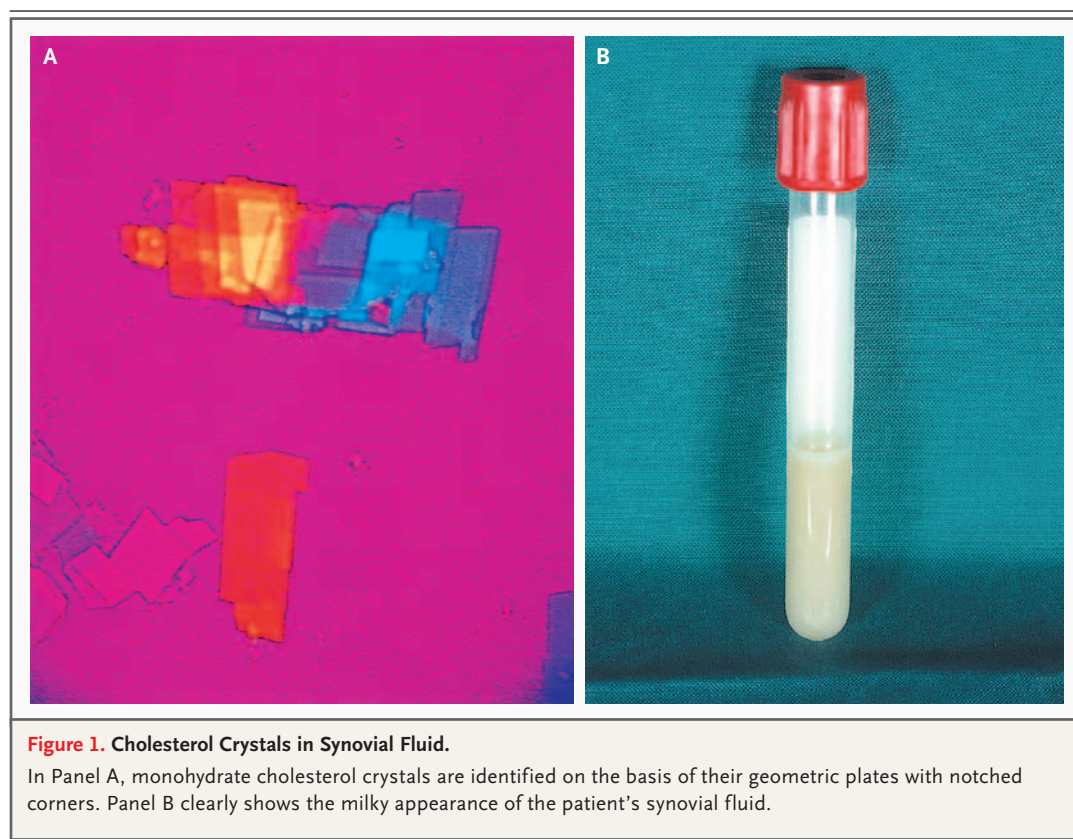 A
B
Figure 1. Cholesterol Crystals in Synovial Fluid.
In Panel A, monohydrate cholesterol crystals are identified on the basis of their geometric plates with notched
corners. Panel B clearly shows the milky appearance of the patient’s synovial fluid.